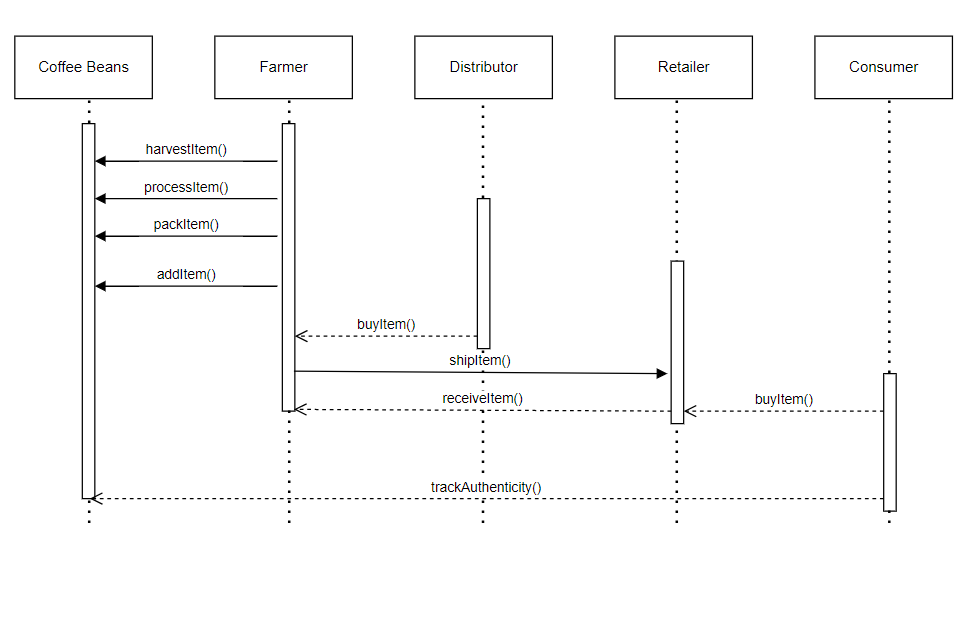 Coffee Beans
Farmer
Distributor
Retailer
Consumer
harvestItem()
processItem()
packItem()
addItem()
buyItem()
shipItem()
receiveItem()
buyItem()
trackAuthenticity()